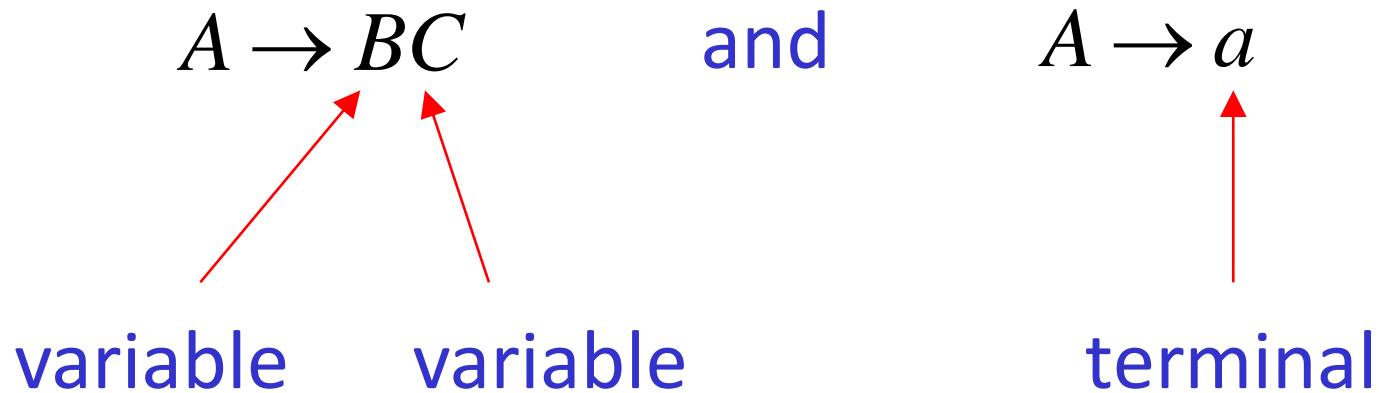 A → BC and A → a
variable variable terminal